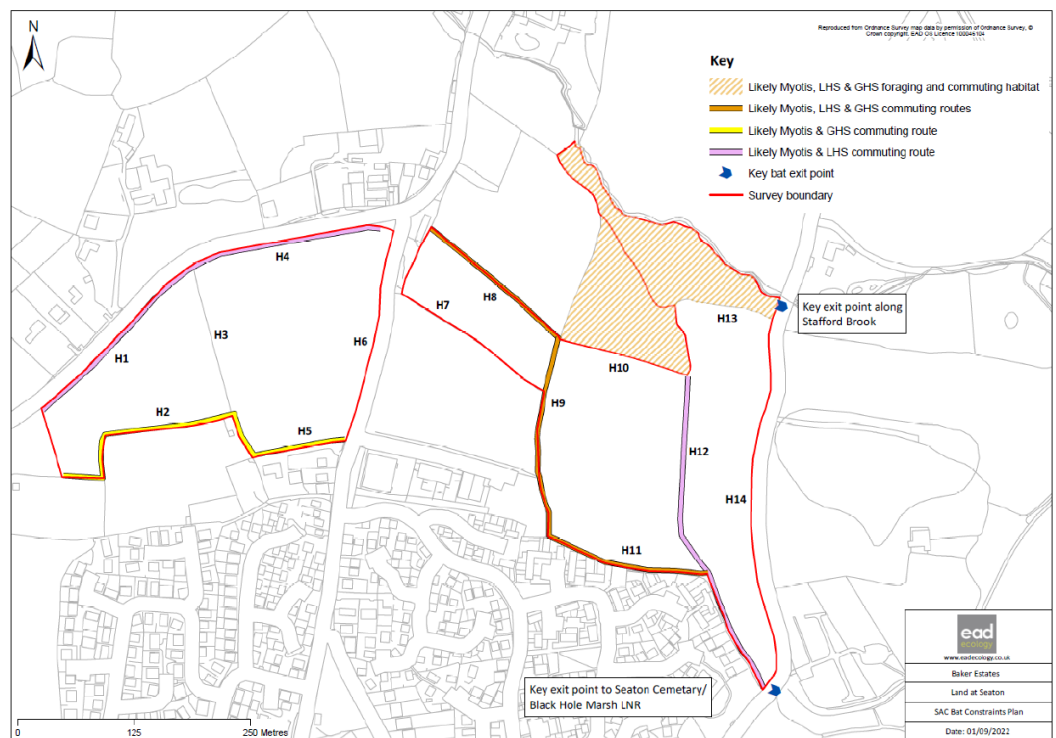 N
Reproduced from Ordnance Survey map data by permission of Ordnance Survey, ©
Crown copyright. EAD OS Licence 100046104
Key
Likely Myotis, LHS & GHS foraging and commuting habitat
Likely Myotis, LHS & GHS commuting routes
Likely Myotis & GHS commuting route
Likely Myotis & LHS commuting route
Key bat exit point
Survey boundary
H4
H3
H1
H6
H2
H5
H7
H8
H13
Key exit point along
Stafford Brook
H10
H9
H12
H14
H11
Key exit point to Seaton Cemetary/
Black Hole Marsh LNR
ead
ecology
www.eadecology.co.uk
Baker Estates
Land at Seaton
SAC Bat Constraints Plan
Date: 01/09/2022
0 125 250 Metres